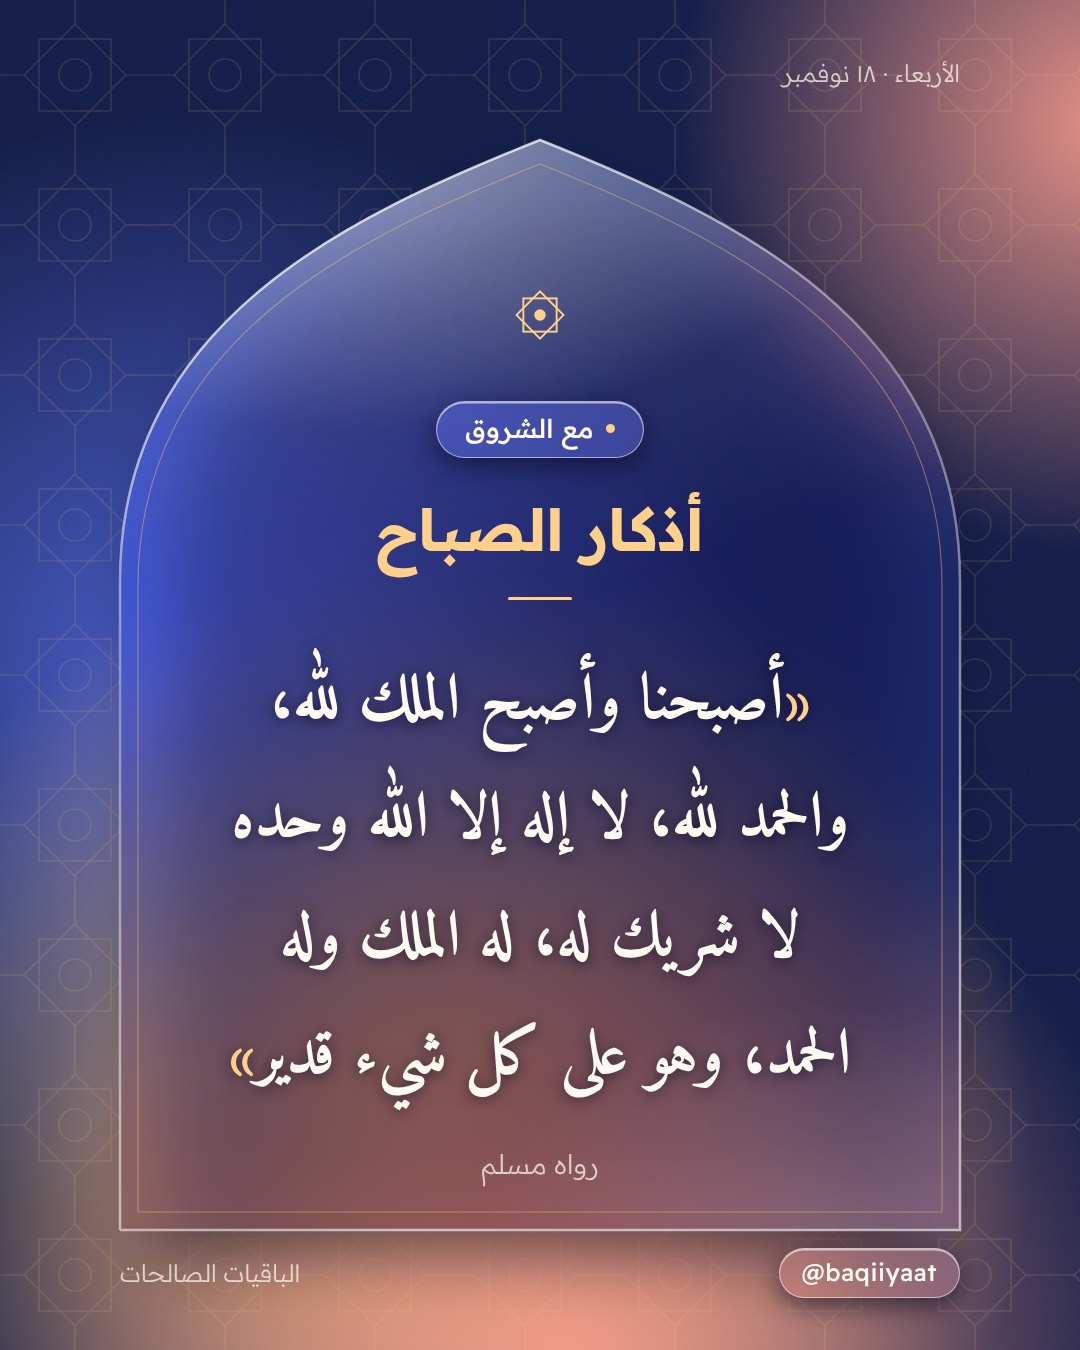 الأربعاء · ١٨ نوفمبر
مع الشروق
أذكار الصباح
«أصبحنا وأصبح الملك لله،
والحمد لله، لا إله إلا الله وحده
لا شريك له، له الملك وله
الحمد، وهو على كل شيء قدير»
رواه مسلم
@baqiiyaat
الباقيات الصالحات